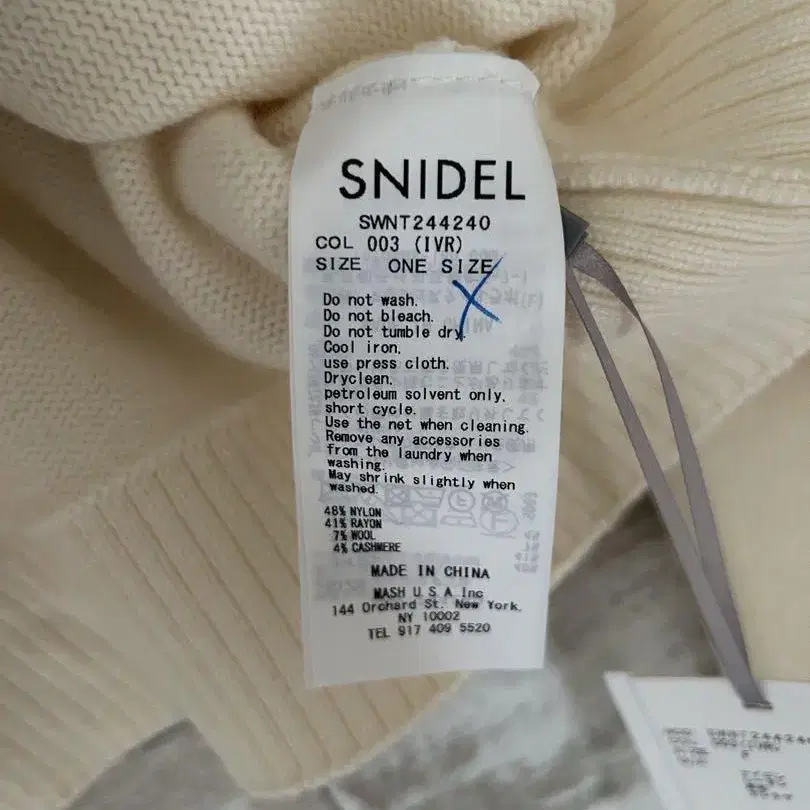 SNIDEL
SWNT244240
COL 003 (IVR)
SIZE ONE SIZE
Do not wash.
Do not bleach.
Do not tumble dry.
Cool iron.
use press cloth.
Dryclean.
petroleum solvent only.
short cycle.
Use the net when cleaning.
Remove any accessories
from the laundry when
washing.
May shrink slightly when
washed.
48% NYLON
41% RAYON
7% WOOL
4% CASHMERE
MADE IN CHINA
MASH U.S.A Inc
144 Orchard St. New York,
NY 10002
TEL 917 409 5520
SWNT244240